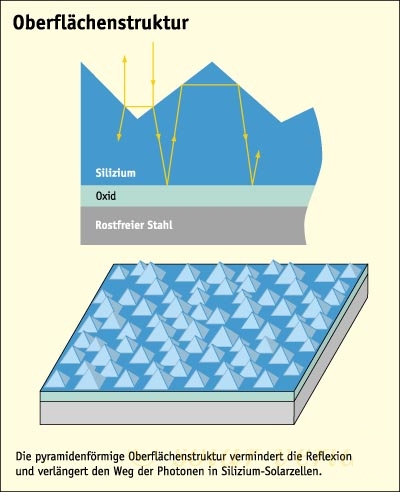 Oberflächenstruktur
Silizium
Oxid
Rostfreier Stahl
Die pyramidenförmige Oberflächenstruktur vermindert die Reflexion
und verlängert den Weg der Photonen in Silizium-Solarzellen.